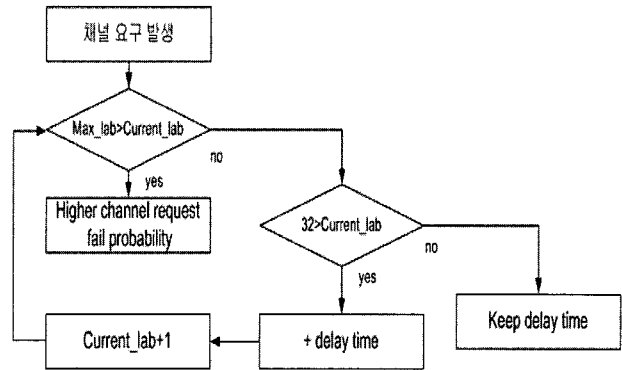 채널 요구 발생
Max_lab>Current_lab
no
yes
Higher channel request
fail probability
32>Current_lab
no
yes
Keep delay time
Current_lab+1
+ delay time